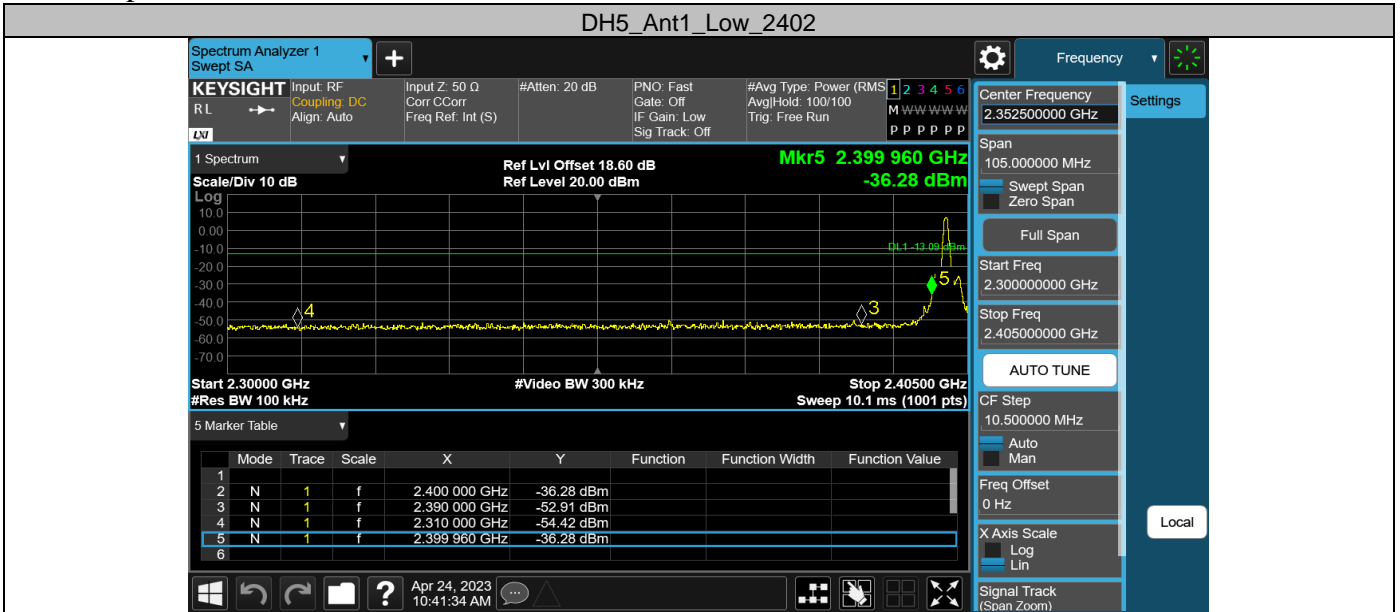 DH5_Ant1_Low_2402
Spectrum Analyzer 1
Swept SA
+
Frequency
KEYSIGHT
RL
LXI
Input: RF
Coupling: DC
Align: Auto
Input Z: 50 Ω
Corr CCorr
Freq Ref: Int (S)
#Atten: 20 dB
PNO: Fast
Gate: Off
IF Gain: Low
Sig Track: Off
#Avg Type: Power (RMS
Avg|Hold: 100/100
Trig: Free Run
1 2 3 4 5 6
M W W W W W
P P P P P P
1 Spectrum
Scale/Div 10 dB
Ref Lvl Offset 18.60 dB
Ref Level 20.00 dBm
Mkr5 2.399 960 GHz
-36.28 dBm
Log
10.0
0.00
-10.0
-20.0
-30.0
-40.0
-50.0
-60.0
-70.0
DL1 -13.09 dBm
4
3
5
Start 2.30000 GHz
#Video BW 300 kHz
Stop 2.40500 GHz
#Res BW 100 kHz
Sweep 10.1 ms (1001 pts)
5 Marker Table
Mode Trace Scale X Y Function Function Width Function Value
1
2 N 1 f 2.400 000 GHz -36.28 dBm
3 N 1 f 2.390 000 GHz -52.91 dBm
4 N 1 f 2.310 000 GHz -54.42 dBm
5 N 1 f 2.399 960 GHz -36.28 dBm
6
?
Apr 24, 2023
10:41:34 AM
Center Frequency
2.352500000 GHz
Span
105.000000 MHz
Swept Span
Zero Span
Full Span
Start Freq
2.300000000 GHz
Stop Freq
2.405000000 GHz
AUTO TUNE
CF Step
10.500000 MHz
Auto
Man
Freq Offset
0 Hz
X Axis Scale
Log
Lin
Signal Track
(Span Zoom)
Settings
Local